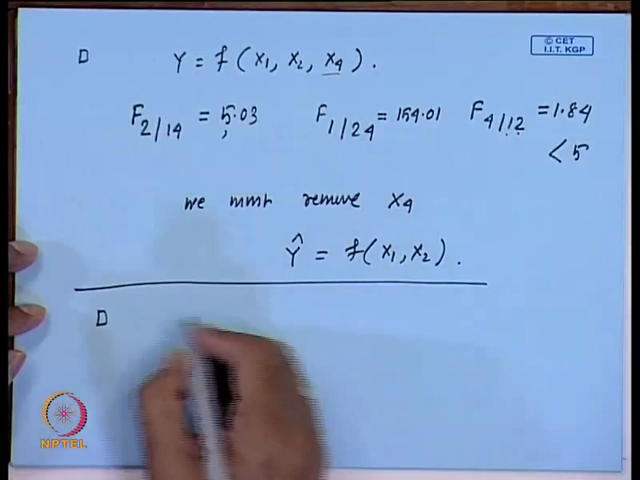 © CET
I.I.T. KGP
Y = f(X1, X2, X4).
F2/14 = 5.03 F1/24 = 154.01 F4/12 = 1.84
< 5
we must remove X4
Ŷ = f(X1, X2).
NPTEL